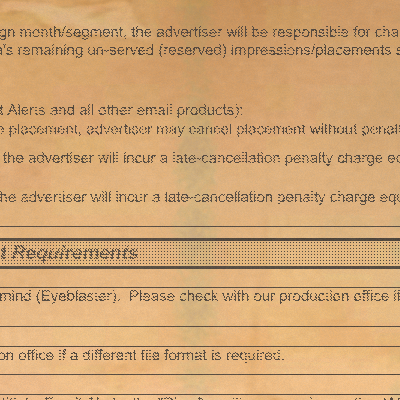 gn month/segment, the advertiser will be responsible for cha
's remaining un-served (reserved) impressions/placements s
t Alerts and all other email products):
e placement, advertiser may cancel placement without penalt
the advertiser will incur a late-cancellation penalty charge eq
he advertiser will incur a late-cancellation penalty charge equ
t Requirements
mind (Eyeblaster). Please check with our production office if
on office if a different file format is required.